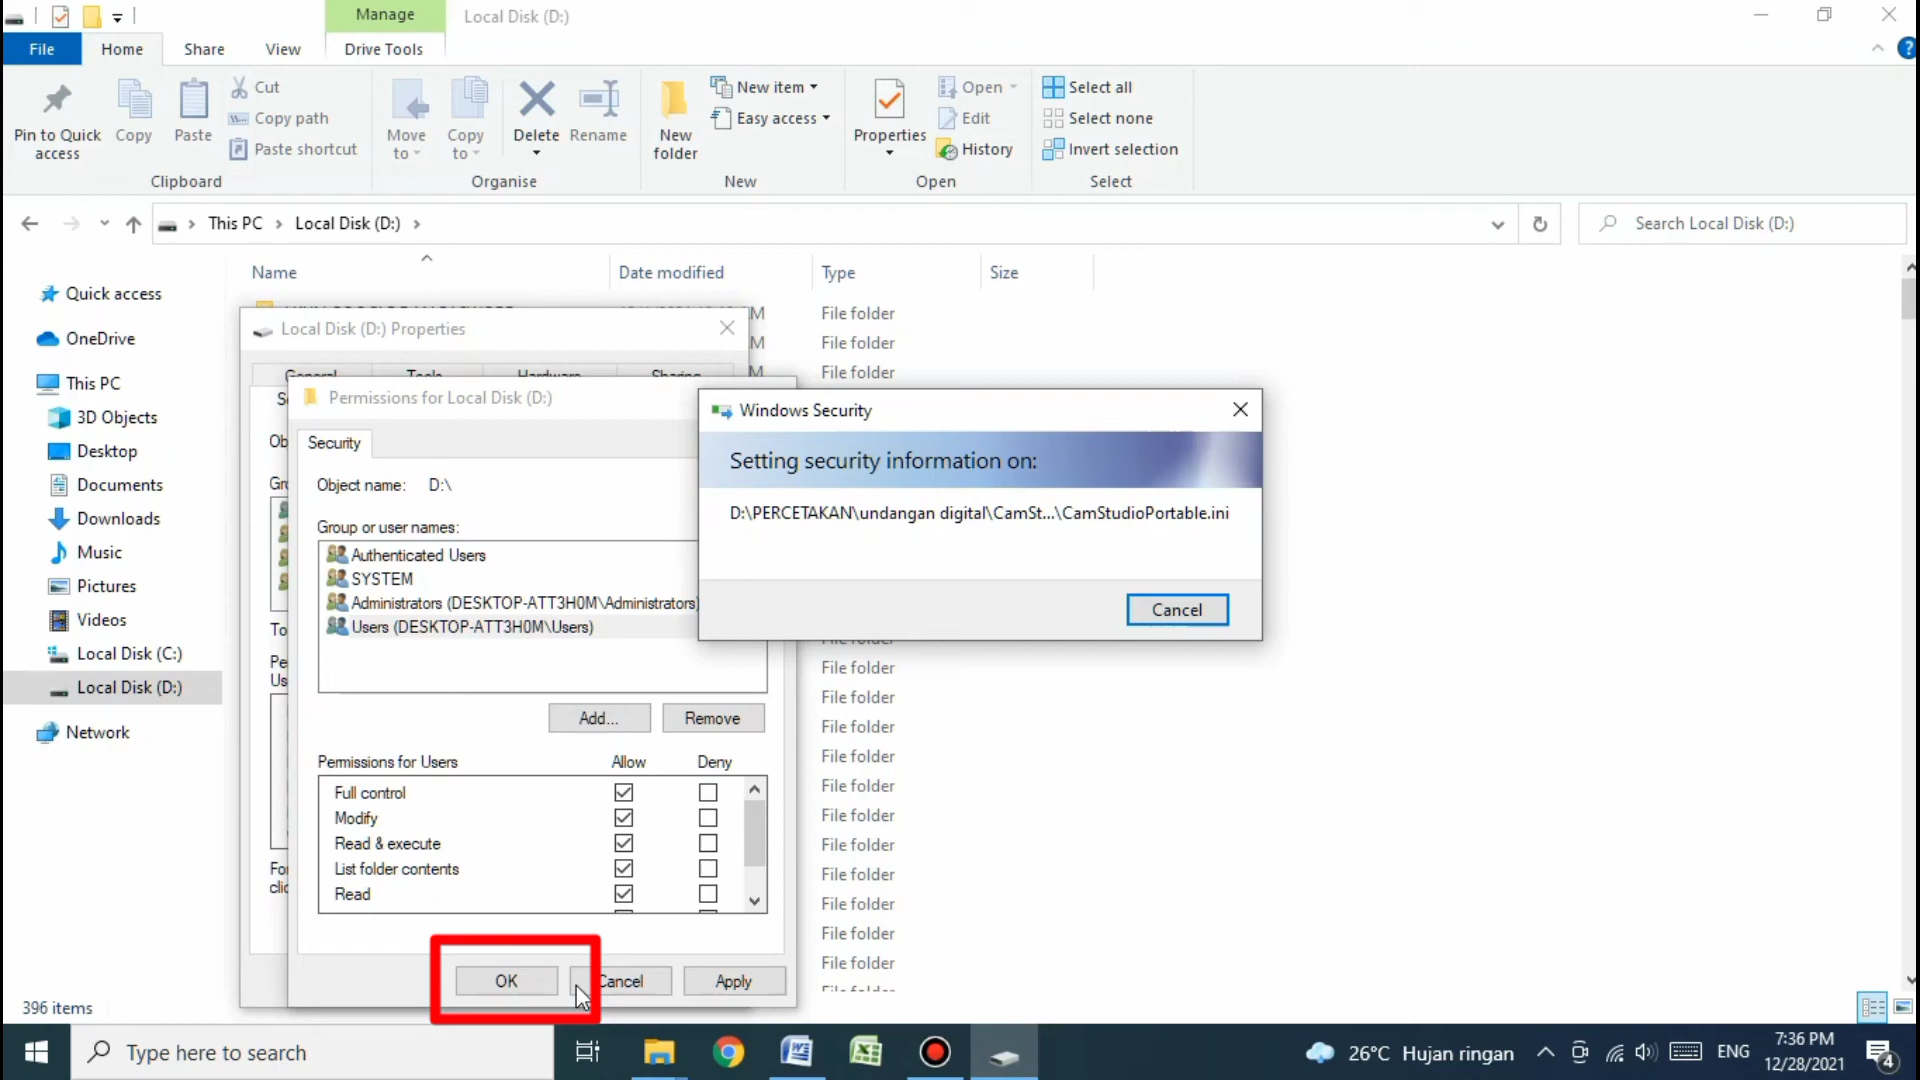 Manage
Local Disk (D:)
File
Home
Share
View
Drive Tools
Pin to Quick access
Copy
Paste
Cut
Copy path
Paste shortcut
Clipboard
Move to
Copy to
Delete
Rename
Organise
New folder
New item
Easy access
New
Properties
Open
Edit
History
Open
Select all
Select none
Invert selection
Select
This PC
Local Disk (D:)
Search Local Disk (D:)
Name
Date modified
Type
Size
Quick access
OneDrive
This PC
3D Objects
Desktop
Documents
Downloads
Music
Pictures
Videos
Local Disk (C:)
Local Disk (D:)
Network
File folder
File folder
File folder
File folder
File folder
File folder
File folder
File folder
File folder
File folder
File folder
File folder
File folder
File folder
Local Disk (D:) Properties
General
Tools
Hardware
Sharing
Permissions for Local Disk (D:)
Security
Object name: D:\
Group or user names:
Authenticated Users
SYSTEM
Administrators (DESKTOP-ATT3H0M\Administrators)
Users (DESKTOP-ATT3H0M\Users)
Add...
Remove
Permissions for Users
Allow
Deny
Full control
Modify
Read & execute
List folder contents
Read
OK
Cancel
Apply
Windows Security
Setting security information on:
D:\PERCETAKAN\undangan digital\CamSt...\CamStudioPortable.ini
Cancel
396 items
Type here to search
26°C Hujan ringan
ENG
7:36 PM
12/28/2021
4